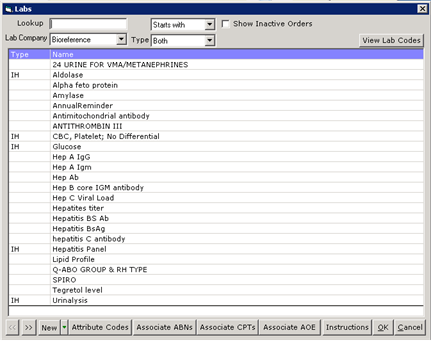 Labs
Lookup Starts with Show Inactive Orders
Lab Company Bioreference Type Both View Lab Codes
Type Name
24 URINE FOR VMA/METANEPHRINES
IH Aldolase
Alpha feto protein
Amylase
AnnualReminder
Antimitochondrial antibody
ANTITHROMBIN III
IH CBC, Platelet; No Differential
IH Glucose
Hep A IgG
Hep A Igm
Hep Ab
Hep B core IGM antibody
Hep C Viral Load
Hepatites titer
Hepatitis BS Ab
Hepatitis BsAg
hepatitis C antibody
IH Hepatitis Panel
Lipid Profile
Q-ABO GROUP & RH TYPE
SPIRO
Tegretol level
IH Urinalysis
<< >> New Attribute Codes Associate ABNs Associate CPTs Associate AOE Instructions OK Cancel